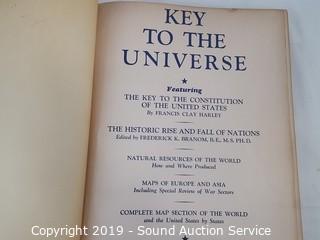 KEY
TO THE
UNIVERSE
Featuring
THE KEY TO THE CONSTITUTION
OF THE UNITED STATES
By FRANCIS CLAY HARLEY
THE HISTORIC RISE AND FALL OF NATIONS
Edited by FREDERICK K. BRANOM, B.E., M.S. PH.D.
NATURAL RESOURCES OF THE WORLD
How and Where Produced
MAPS OF EUROPE AND ASIA
Including Special Review of War Sectors
COMPLETE MAP SECTION OF THE WORLD
and the United States by States
Copyright 2019 - Sound Auction Service